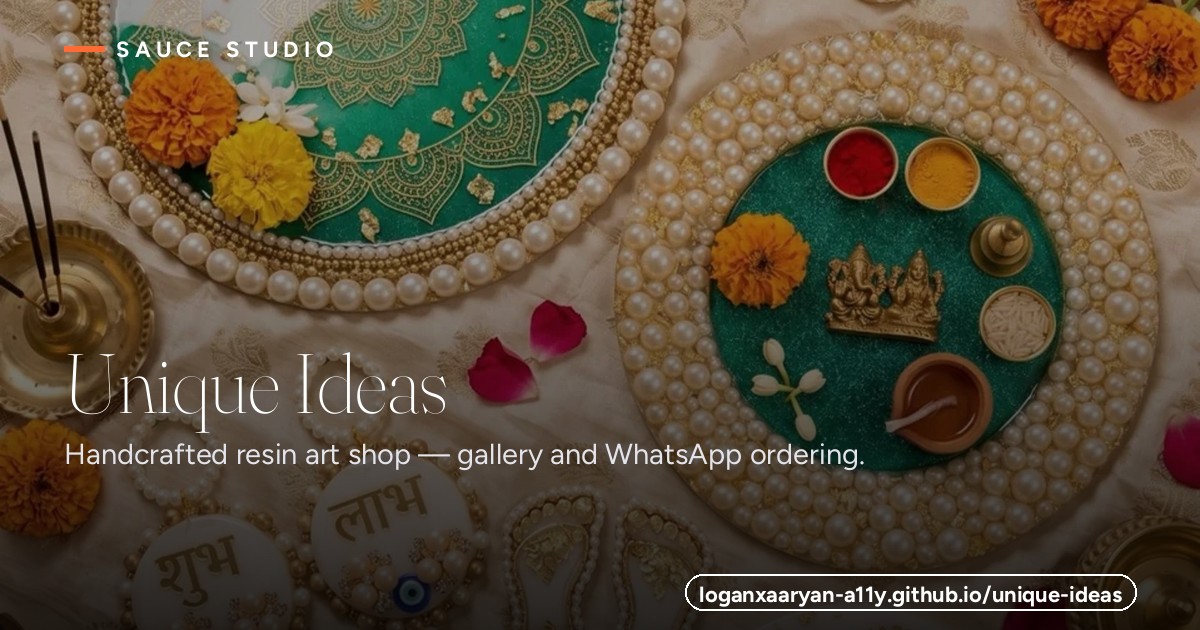 SAUCE STUDIO
Unique Ideas
Handcrafted resin art shop — gallery and WhatsApp ordering.
लाभ
शुभ
loganxaaryan-a11y.github.io/unique-ideas